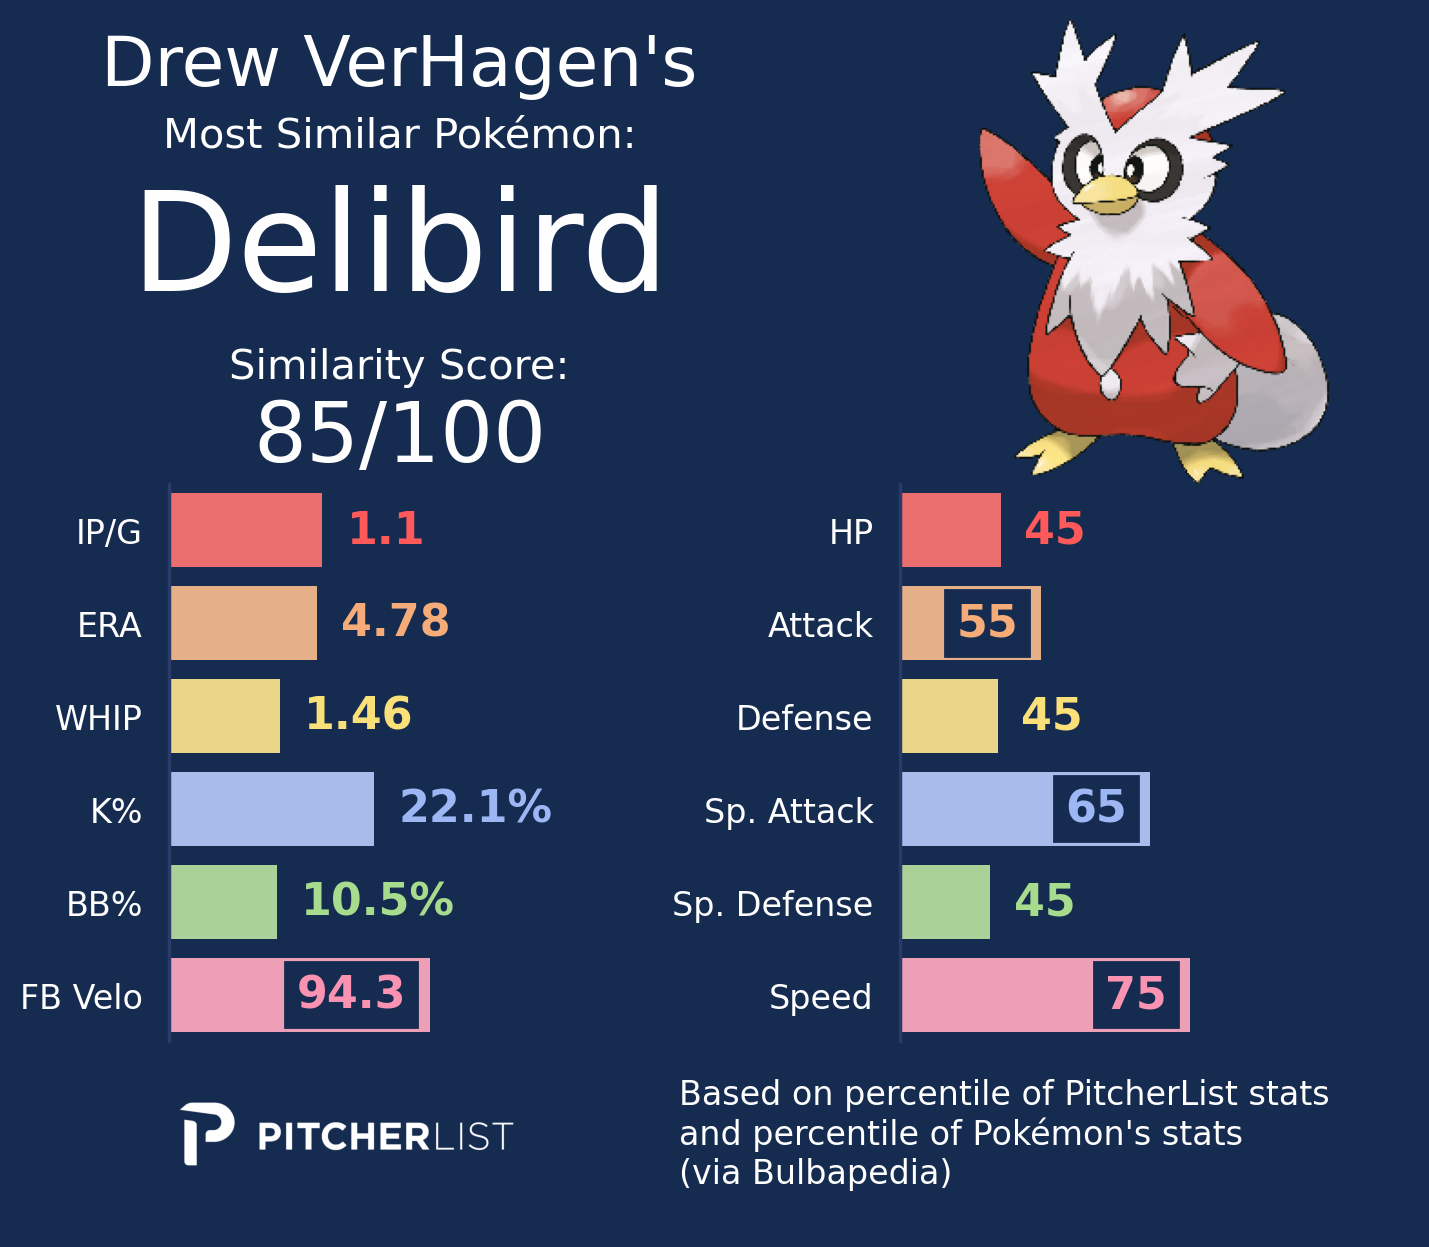 Drew VerHagen's
Most Similar Pokémon:
Delibird
Similarity Score:
85/100
IP/G 1.1
ERA 4.78
WHIP 1.46
K% 22.1%
BB% 10.5%
FB Velo 94.3
HP 45
Attack 55
Defense 45
Sp. Attack 65
Sp. Defense 45
Speed 75
PITCHERLIST
Based on percentile of PitcherList stats
and percentile of Pokémon's stats
(via Bulbapedia)